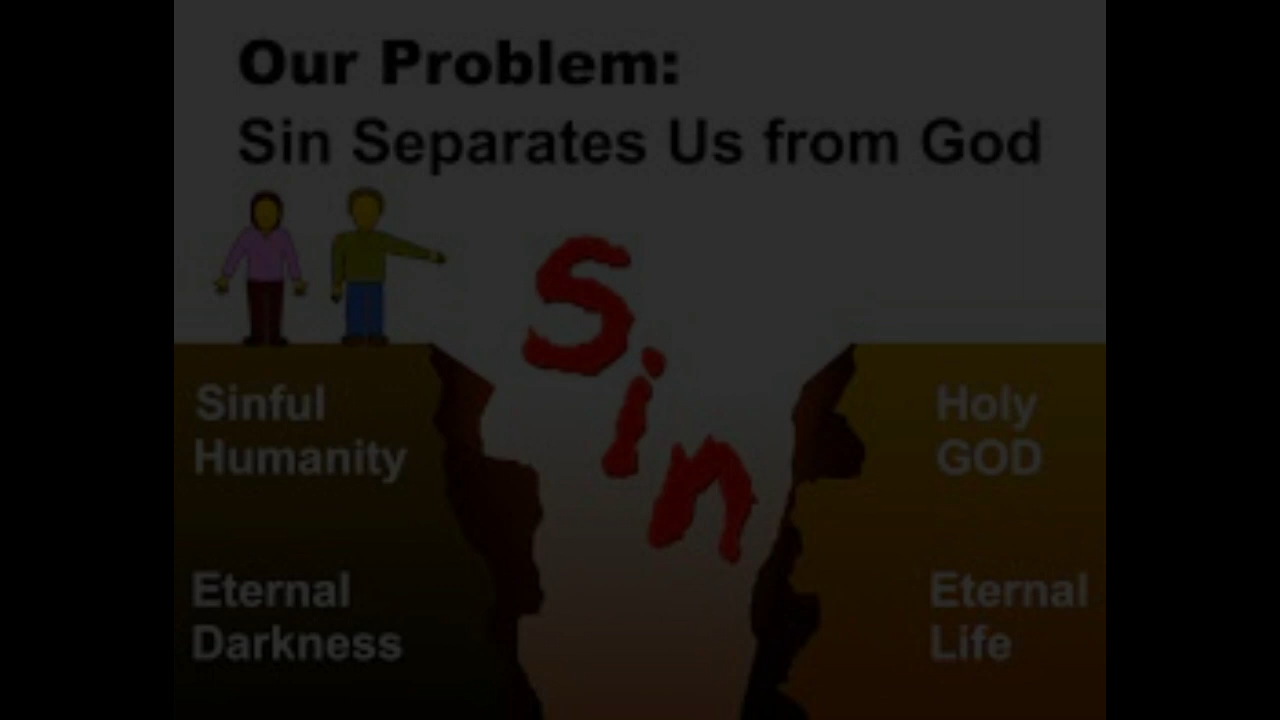 Our Problem:
Sin Separates Us from God
Sin
Sinful
Humanity
Holy
GOD
Eternal
Darkness
Eternal
Life